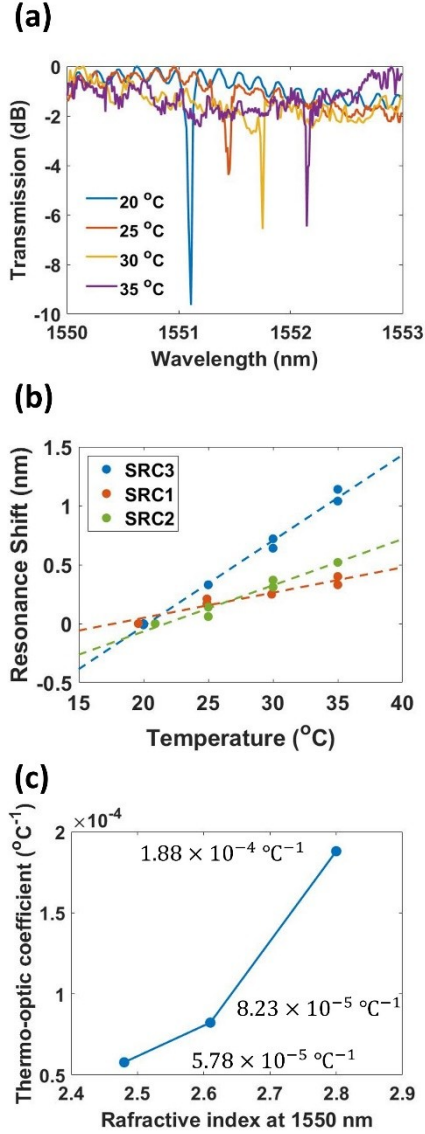 (a)
0
-2
-4
-6
-8
-10
Transmission (dB)
20 °C
25 °C
30 °C
35 °C
1550 1551 1552 1553
Wavelength (nm)
(b)
1.5
1
0.5
0
-0.5
Resonance Shift (nm)
SRC3
SRC1
SRC2
15 20 25 30 35 40
Temperature (°C)
(c)
×10⁻⁴
2
1.5
1
0.5
Thermo-optic coefficient (°C⁻¹)
1.88 × 10⁻⁴ °C⁻¹
8.23 × 10⁻⁵ °C⁻¹
5.78 × 10⁻⁵ °C⁻¹
2.4 2.5 2.6 2.7 2.8 2.9
Rafractive index at 1550 nm